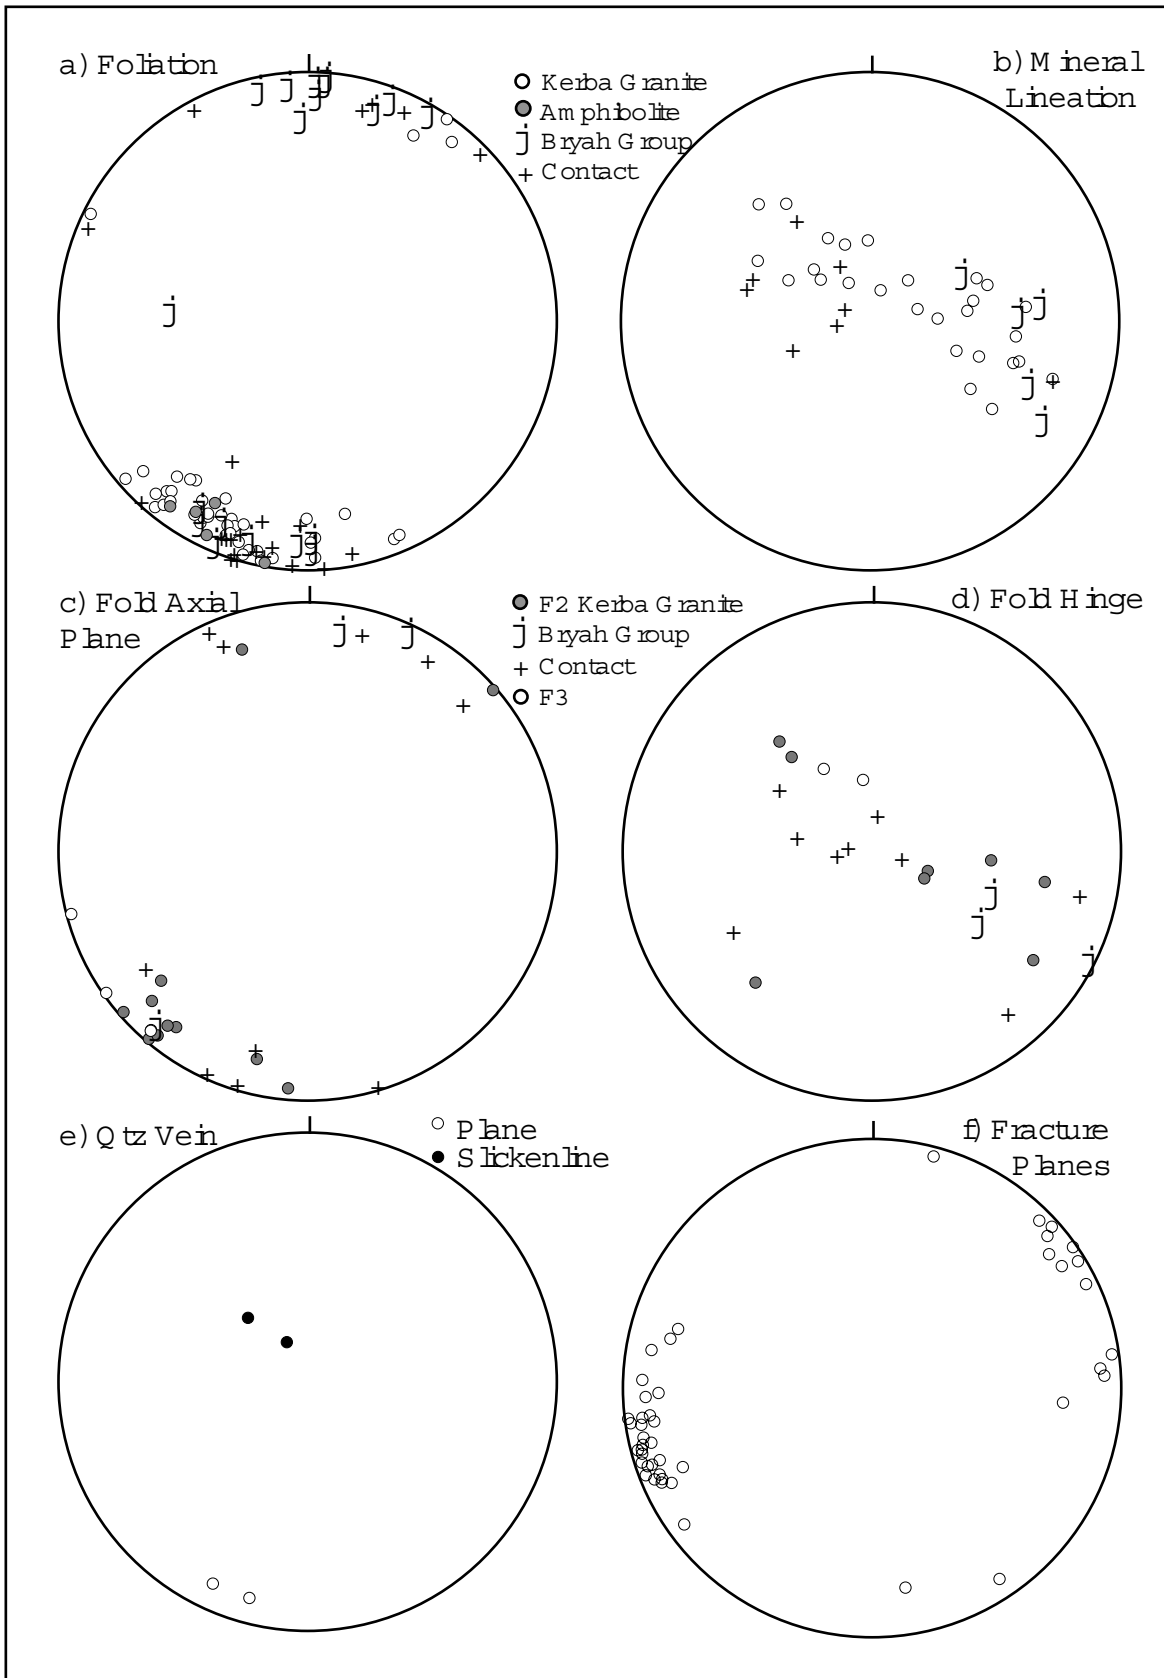 a) Foliation
Kerba Granite
Amphibolite
j Bryah Group
+ Contact
b) Mineral
Lineation
c) Fold Axial
Plane
F2 Kerba Granite
j Bryah Group
+ Contact
F3
d) Fold Hinge
e) Qtz Vein
Plane
Slickenline
f) Fracture
Planes